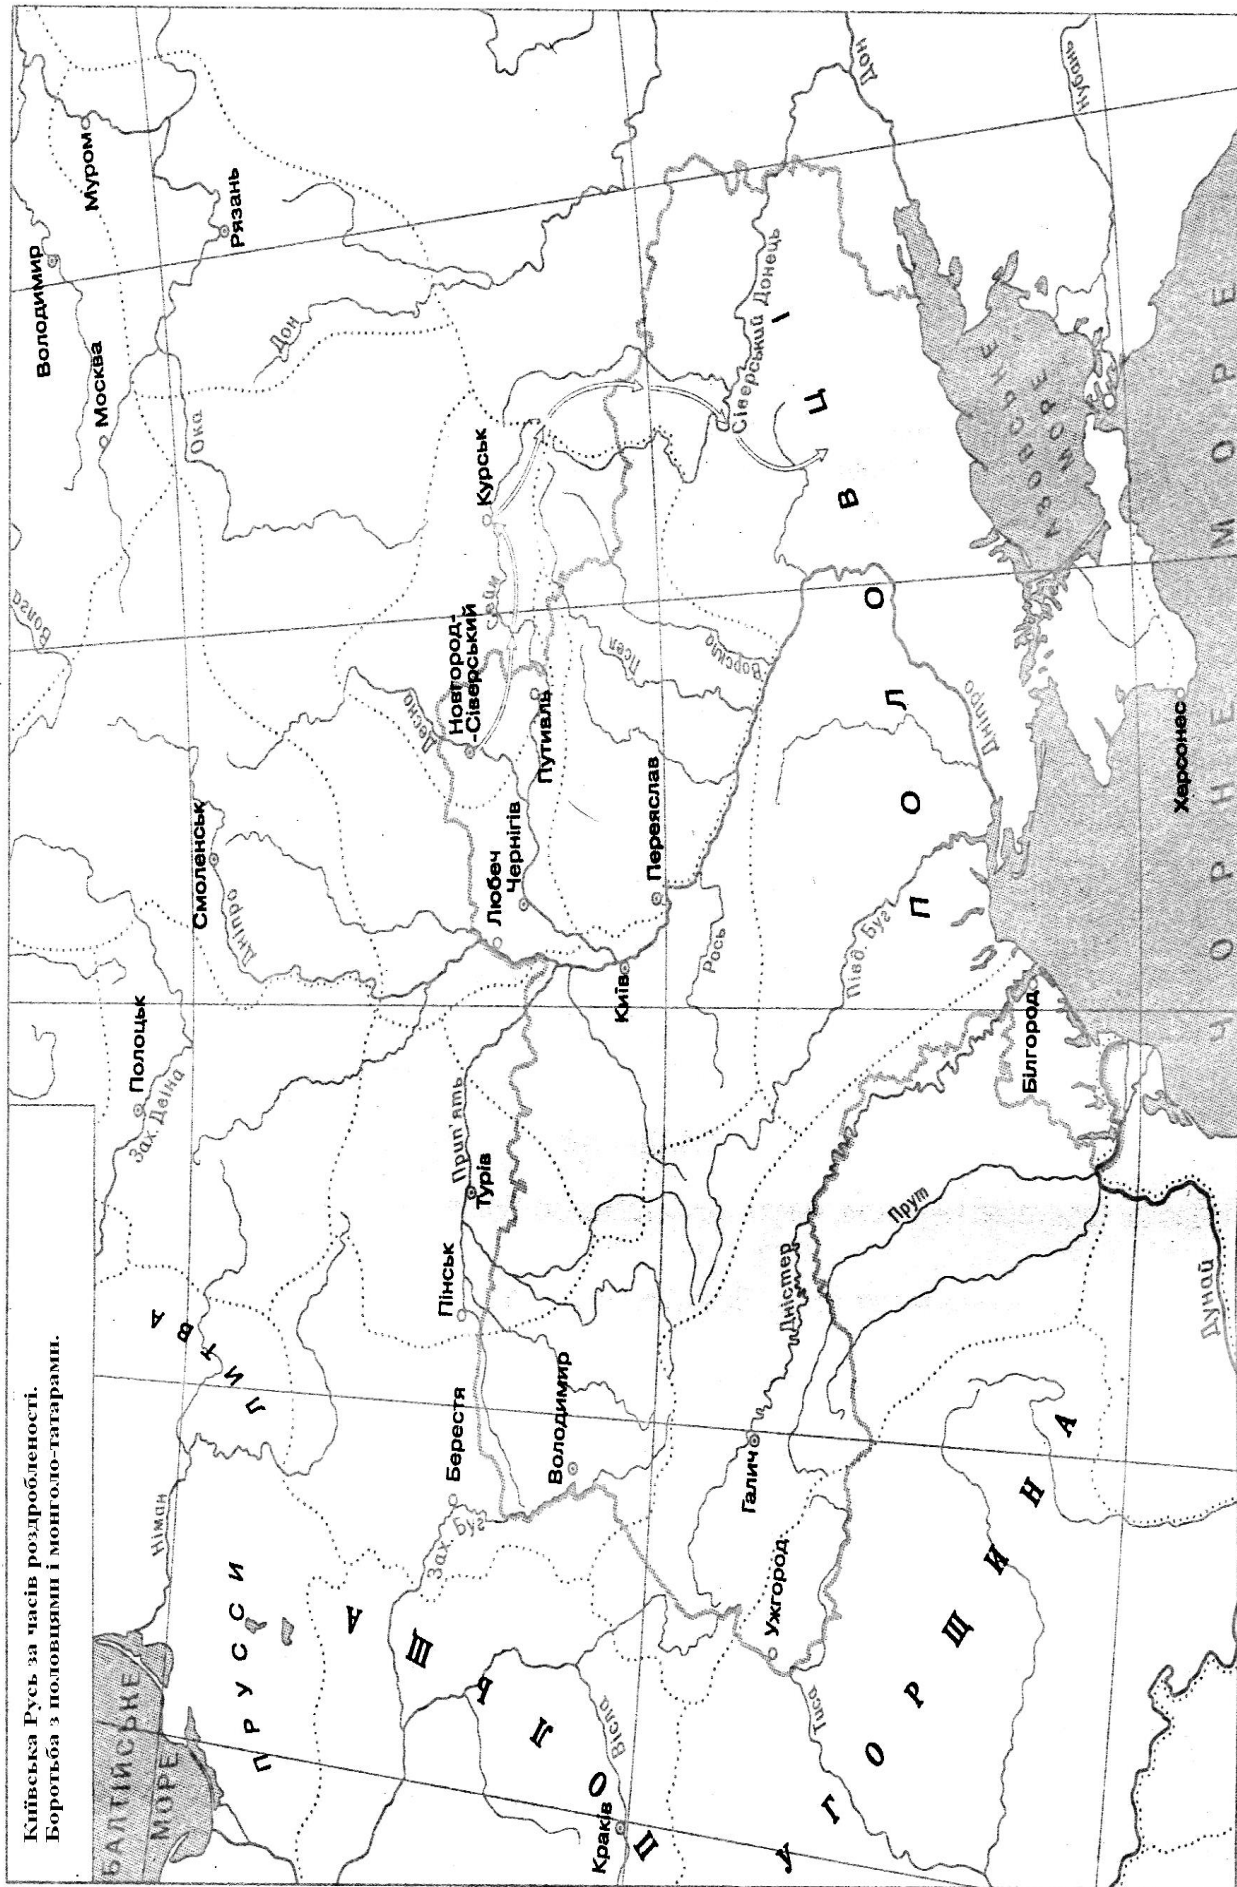 Київська Русь за часів роздробленості.
Боротьба з половцями і монголо-татарами.
БАЛТІЙСЬКЕ
МОРЕ
ПРУССИ
ЛИТВА
Німан
Зах. Двіна
Полоцьк
Смоленськ
Дніпро
Волга
Москва
Володимир
Муром
Рязань
Ока
Дон
Берестя
Зах. Буг
Пінськ
Турів
Прип'ять
Любеч
Чернігів
Десна
Новгород-
-Сіверський
Путивль
Сейм
Курськ
Володимир
Київ
Переяслав
Рось
Псел
Ворскла
Сіверський Донець
Дон
Кубань
ПОЛЬЩА
Вісла
Краків
Ужгород
Галич
Дністер
Прут
Півд. Буг
Дніпро
ПОЛОВЦІ
Тиса
УГОРЩИНА
Білгород
Дунай
Херсонес
АЗОВСЬКЕ
МОРЕ
ЧОРНЕ МОРЕ